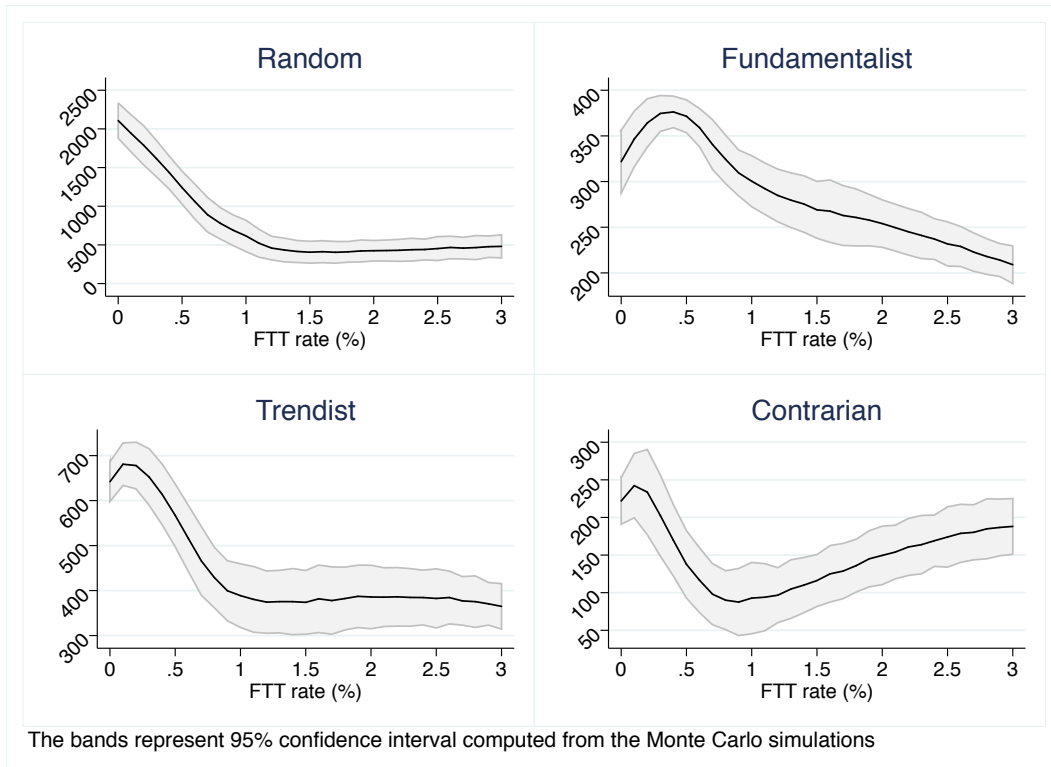 Random
2500
2000
1500
1000
500
0
0 .5 1 1.5 2 2.5 3
FTT rate (%)
Fundamentalist
400
350
300
250
200
0 .5 1 1.5 2 2.5 3
FTT rate (%)
Trendist
700
600
500
400
300
0 .5 1 1.5 2 2.5 3
FTT rate (%)
Contrarian
300
250
200
150
100
50
0 .5 1 1.5 2 2.5 3
FTT rate (%)
The bands represent 95% confidence interval computed from the Monte Carlo simulations